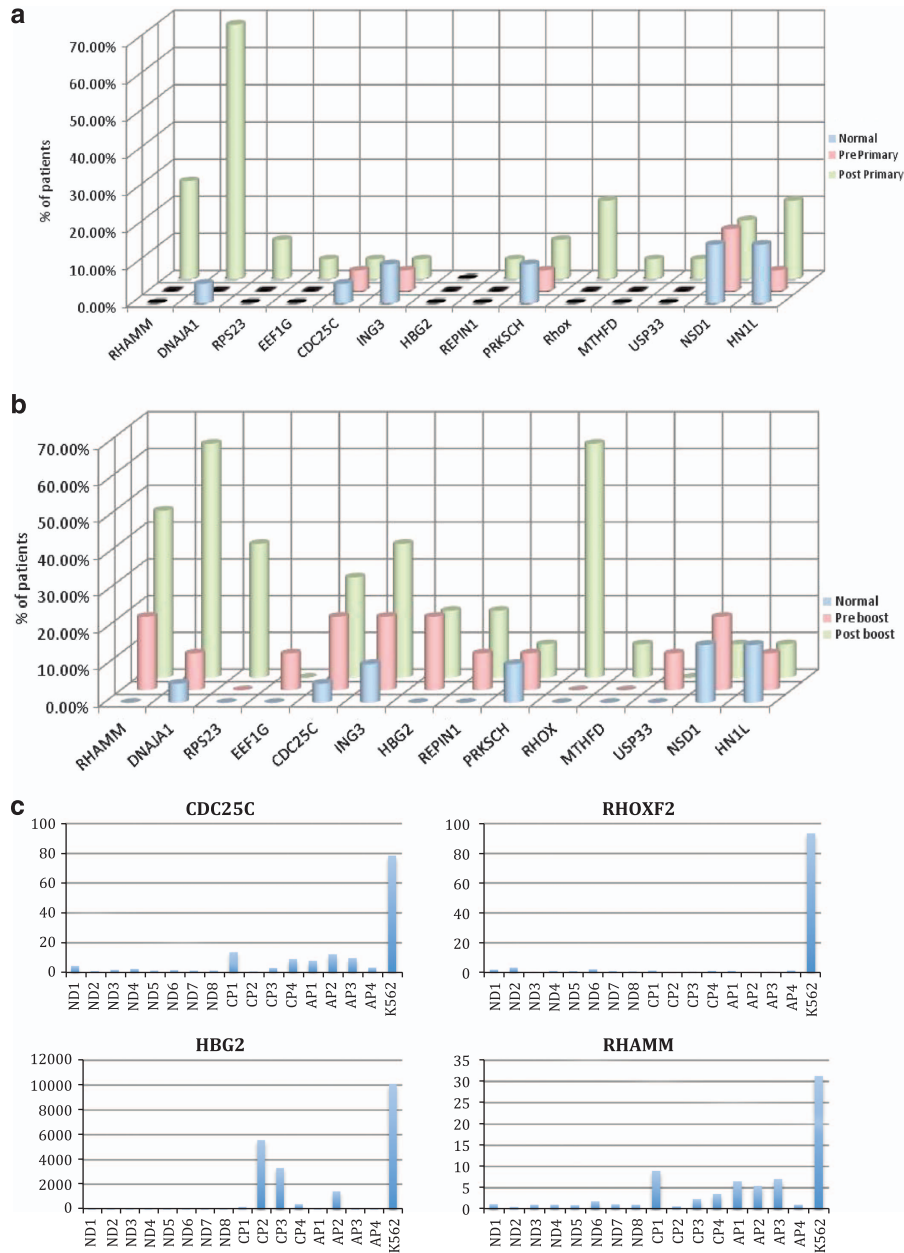 a
70.00%
60.00%
50.00%
40.00%
30.00%
20.00%
10.00%
0.00%
% of patients
RHAMM
DNAJA1
RPS23
EEF1G
CDC25C
ING3
HBG2
REPIN1
PRKSCH
Rhox
MTHFD
USP33
NSD1
HN1L
Normal
Pre Primary
Post Primary
b
70.00%
60.00%
50.00%
40.00%
30.00%
20.00%
10.00%
0.00%
% of patients
RHAMM
DNAJA1
RPS23
EEF1G
CDC25C
ING3
HBG2
REPIN1
PRKSCH
RHOX
MTHFD
USP33
NSD1
HN1L
Normal
Pre boost
Post boost
c
CDC25C
100
80
60
40
20
0
ND1
ND2
ND3
ND4
ND5
ND6
ND7
ND8
CP1
CP2
CP3
CP4
AP1
AP2
AP3
AP4
K562
RHOXF2
100
80
60
40
20
0
ND1
ND2
ND3
ND4
ND5
ND6
ND7
ND8
CP1
CP2
CP3
CP4
AP1
AP2
AP3
AP4
K562
HBG2
12000
10000
8000
6000
4000
2000
0
ND1
ND2
ND3
ND4
ND5
ND6
ND7
ND8
CP1
CP2
CP3
CP4
AP1
AP2
AP3
AP4
K562
RHAMM
35
30
25
20
15
10
5
0
ND1
ND2
ND3
ND4
ND5
ND6
ND7
ND8
CP1
CP2
CP3
CP4
AP1
AP2
AP3
AP4
K562